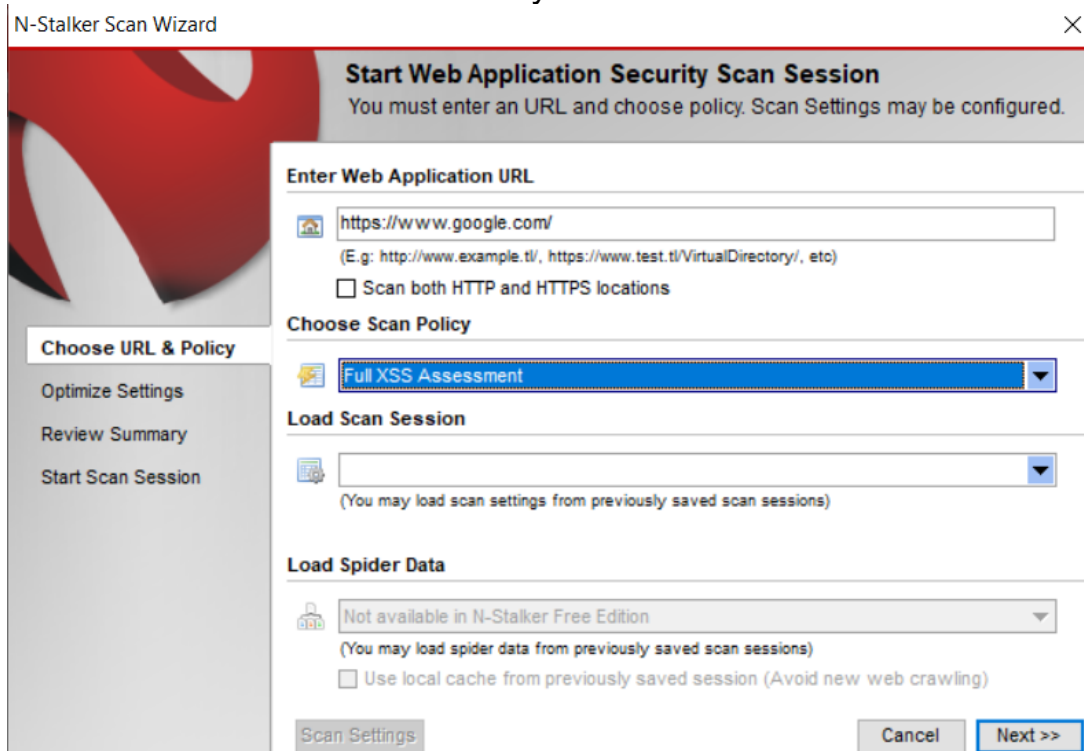 N-Stalker Scan Wizard
Start Web Application Security Scan Session
You must enter an URL and choose policy. Scan Settings may be configured.
Enter Web Application URL
https://www.google.com/
(E.g: http://www.example.tl/, https://www.test.tl/VirtualDirectory/, etc)
Scan both HTTP and HTTPS locations
Choose Scan Policy
Choose URL & Policy
Full XSS Assessment
Optimize Settings
Load Scan Session
Review Summary
Start Scan Session
(You may load scan settings from previously saved scan sessions)
Load Spider Data
Not available in N-Stalker Free Edition
(You may load spider data from previously saved scan sessions)
Use local cache from previously saved session (Avoid new web crawling)
Scan Settings
Cancel
Next >>